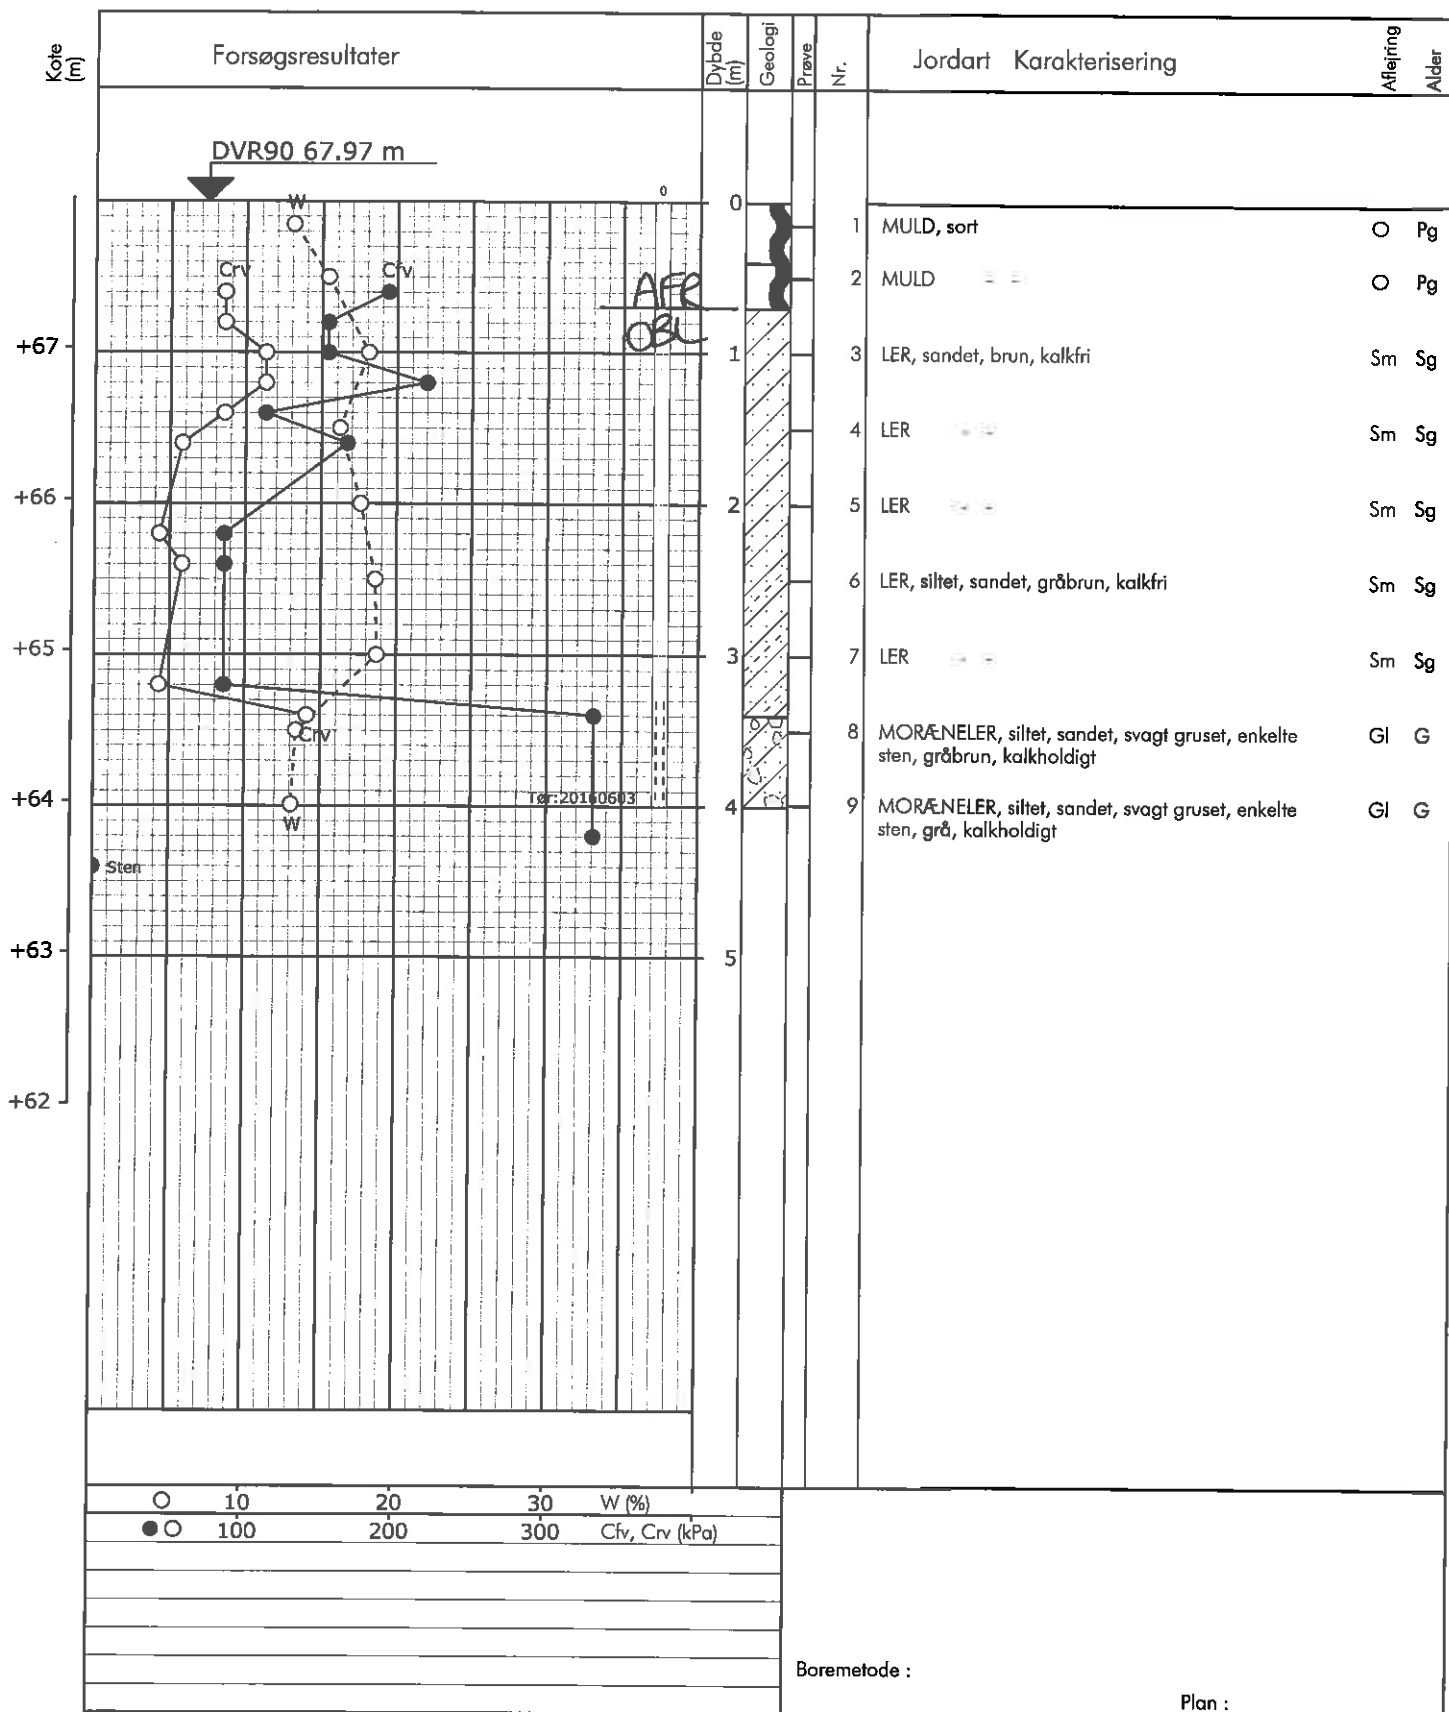 Kote (m)
Forsøgsresultater
Dybde (m)
Geologi
Prøve
Nr.
Jordart Karakterisering
Aflejring
Alder
DVR90 67.97 m
W
0
0
1 MULD, sort O Pg
Crv
Cfv
AFR
2 MULD " " O Pg
OBL
+67
1
3 LER, sandet, brun, kalkfri Sm Sg
4 LER " " Sm Sg
+66
2
5 LER " " Sm Sg
6 LER, siltet, sandet, gråbrun, kalkfri Sm Sg
+65
3
7 LER " " Sm Sg
Crv
8 MORÆNELER, siltet, sandet, svagt gruset, enkelte Gl G
sten, gråbrun, kalkholdigt
+64
Tør:20160603
4
9 MORÆNELER, siltet, sandet, svagt gruset, enkelte Gl G
sten, grå, kalkholdigt
W
Sten
+63
5
+62
10 20 30 W (%)
100 200 300 Cfv, Crv (kPa)
Boremetode :
Plan :